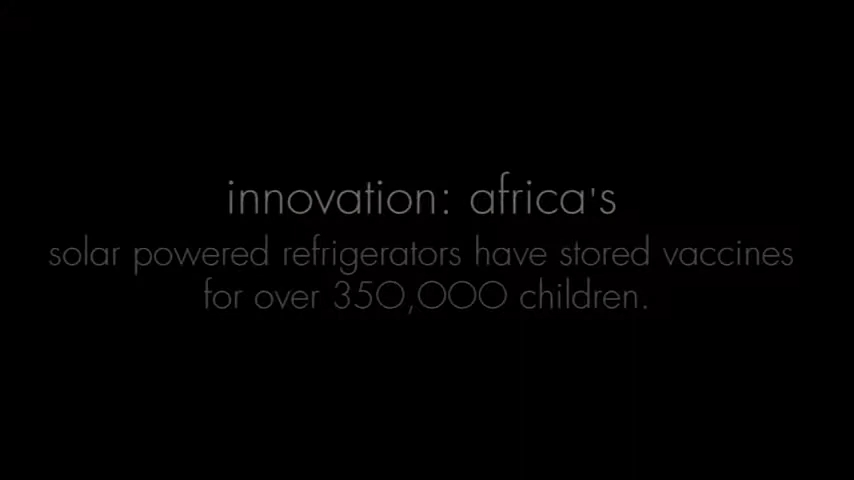 innovation: africa's
solar powered refrigerators have stored vaccines
for over 350,000 children.